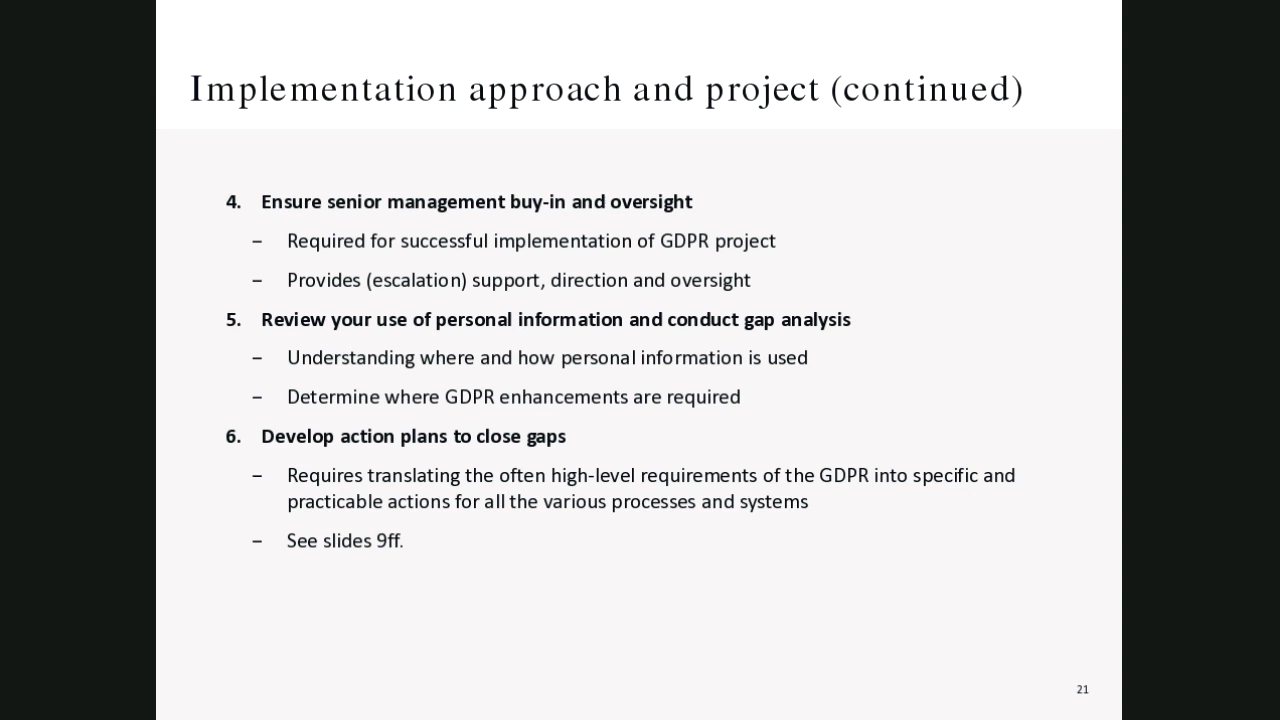 Implementation approach and project (continued)
4. Ensure senior management buy-in and oversight
– Required for successful implementation of GDPR project
– Provides (escalation) support, direction and oversight
5. Review your use of personal information and conduct gap analysis
– Understanding where and how personal information is used
– Determine where GDPR enhancements are required
6. Develop action plans to close gaps
– Requires translating the often high-level requirements of the GDPR into specific and
practicable actions for all the various processes and systems
– See slides 9ff.
21